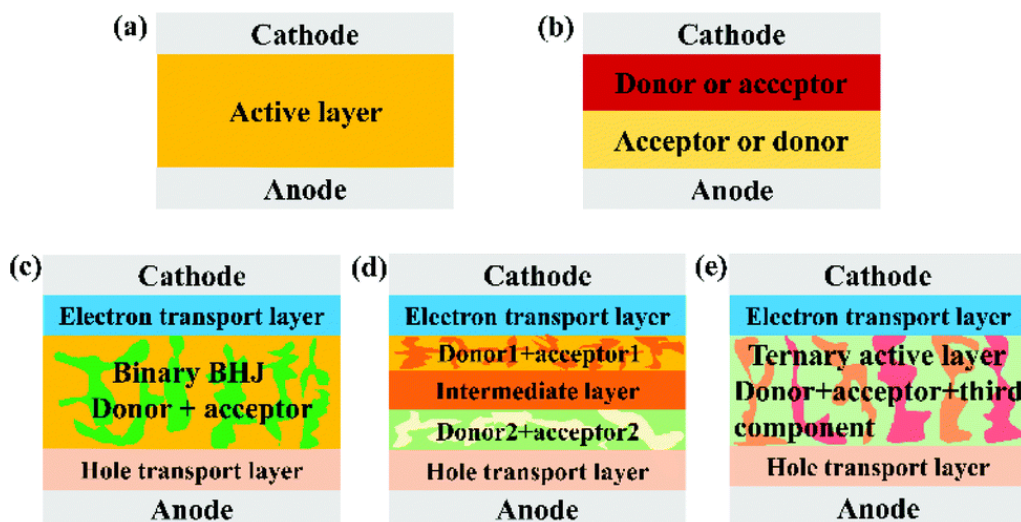 (a)
Cathode
Active layer
Anode
(b)
Cathode
Donor or acceptor
Acceptor or donor
Anode
(c)
Cathode
Electron transport layer
Binary BHJ
Donor + acceptor
Hole transport layer
Anode
(d)
Cathode
Electron transport layer
Donor1+acceptor1
Intermediate layer
Donor2+acceptor2
Hole transport layer
Anode
(e)
Cathode
Electron transport layer
Ternary active layer
Donor+acceptor+third
component
Hole transport layer
Anode